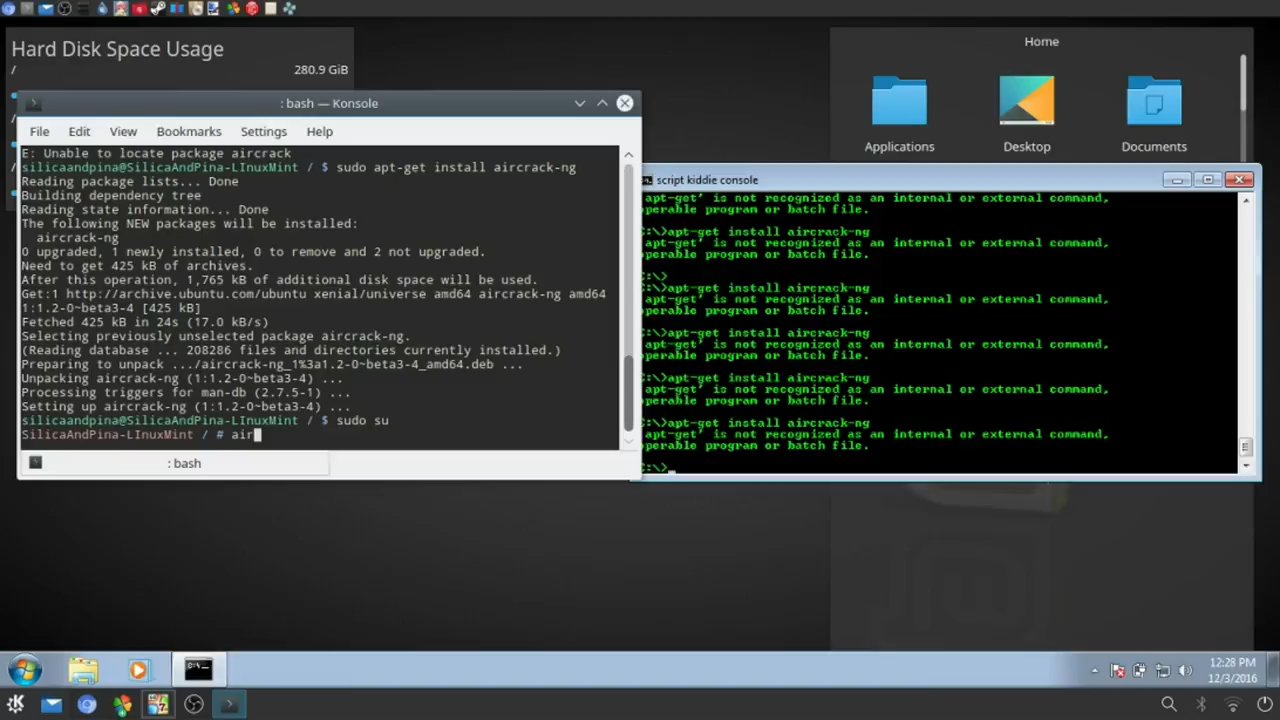 Hard Disk Space Usage
/
280.9 GiB
Home
Applications
Desktop
Documents
: bash — Konsole
File Edit View Bookmarks Settings Help
E: Unable to locate package aircrack
silicaandpina@SilicaAndPina-LInuxMint / $ sudo apt-get install aircrack-ng
Reading package lists... Done
Building dependency tree
Reading state information... Done
The following NEW packages will be installed:
aircrack-ng
0 upgraded, 1 newly installed, 0 to remove and 2 not upgraded.
Need to get 425 kB of archives.
After this operation, 1,765 kB of additional disk space will be used.
Get:1 http://archive.ubuntu.com/ubuntu xenial/universe amd64 aircrack-ng amd64
1:1.2-0~beta3-4 [425 kB]
Fetched 425 kB in 24s (17.0 kB/s)
Selecting previously unselected package aircrack-ng.
(Reading database ... 208286 files and directories currently installed.)
Preparing to unpack .../aircrack-ng_1%3a1.2-0~beta3-4_amd64.deb ...
Unpacking aircrack-ng (1:1.2-0~beta3-4) ...
Processing triggers for man-db (2.7.5-1) ...
Setting up aircrack-ng (1:1.2-0~beta3-4) ...
silicaandpina@SilicaAndPina-LInuxMint / $ sudo su
SilicaAndPina-LInuxMint / # air
: bash
script kiddie console
apt-get' is not recognized as an internal or external command,
operable program or batch file.
C:\>apt-get install aircrack-ng
apt-get' is not recognized as an internal or external command,
operable program or batch file.
C:\>
C:\>apt-get install aircrack-ng
apt-get' is not recognized as an internal or external command,
operable program or batch file.
C:\>apt-get install aircrack-ng
apt-get' is not recognized as an internal or external command,
operable program or batch file.
C:\>apt-get install aircrack-ng
apt-get' is not recognized as an internal or external command,
operable program or batch file.
C:\>apt-get install aircrack-ng
apt-get' is not recognized as an internal or external command,
operable program or batch file.
C:\>_
12:28 PM
12/3/2016